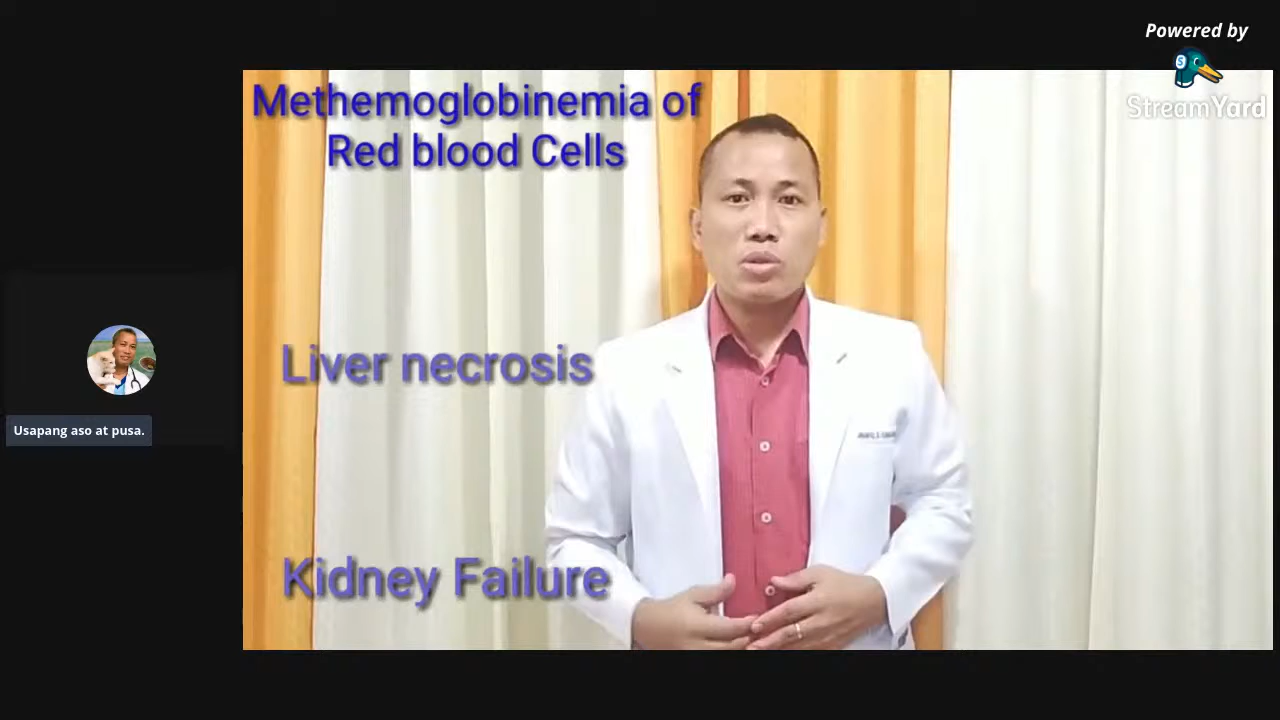 Powered by
StreamYard
Methemoglobinemia of
Red blood Cells
Liver necrosis
Kidney Failure
Usapang aso at pusa.